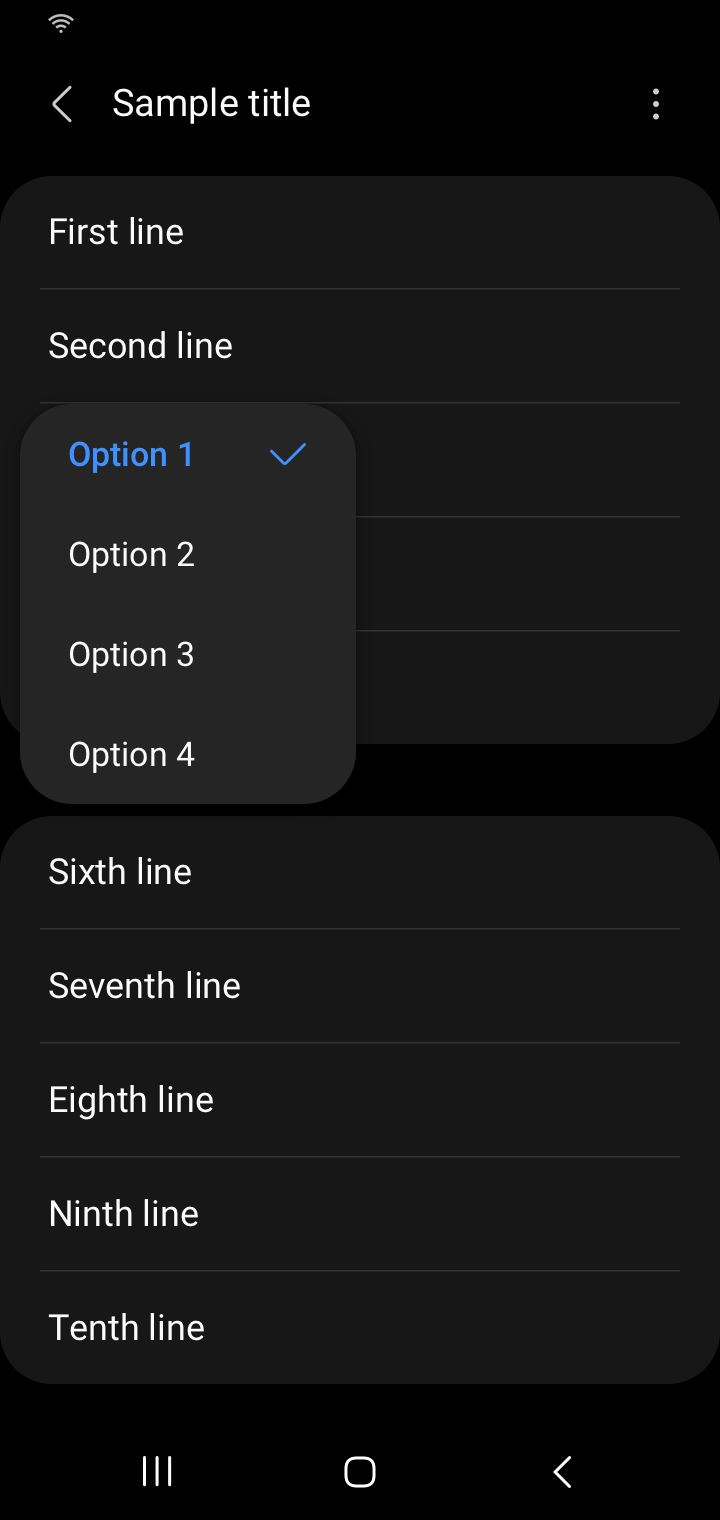 Sample title
First line
Second line
Option 1
Option 2
Option 3
Option 4
Sixth line
Seventh line
Eighth line
Ninth line
Tenth line